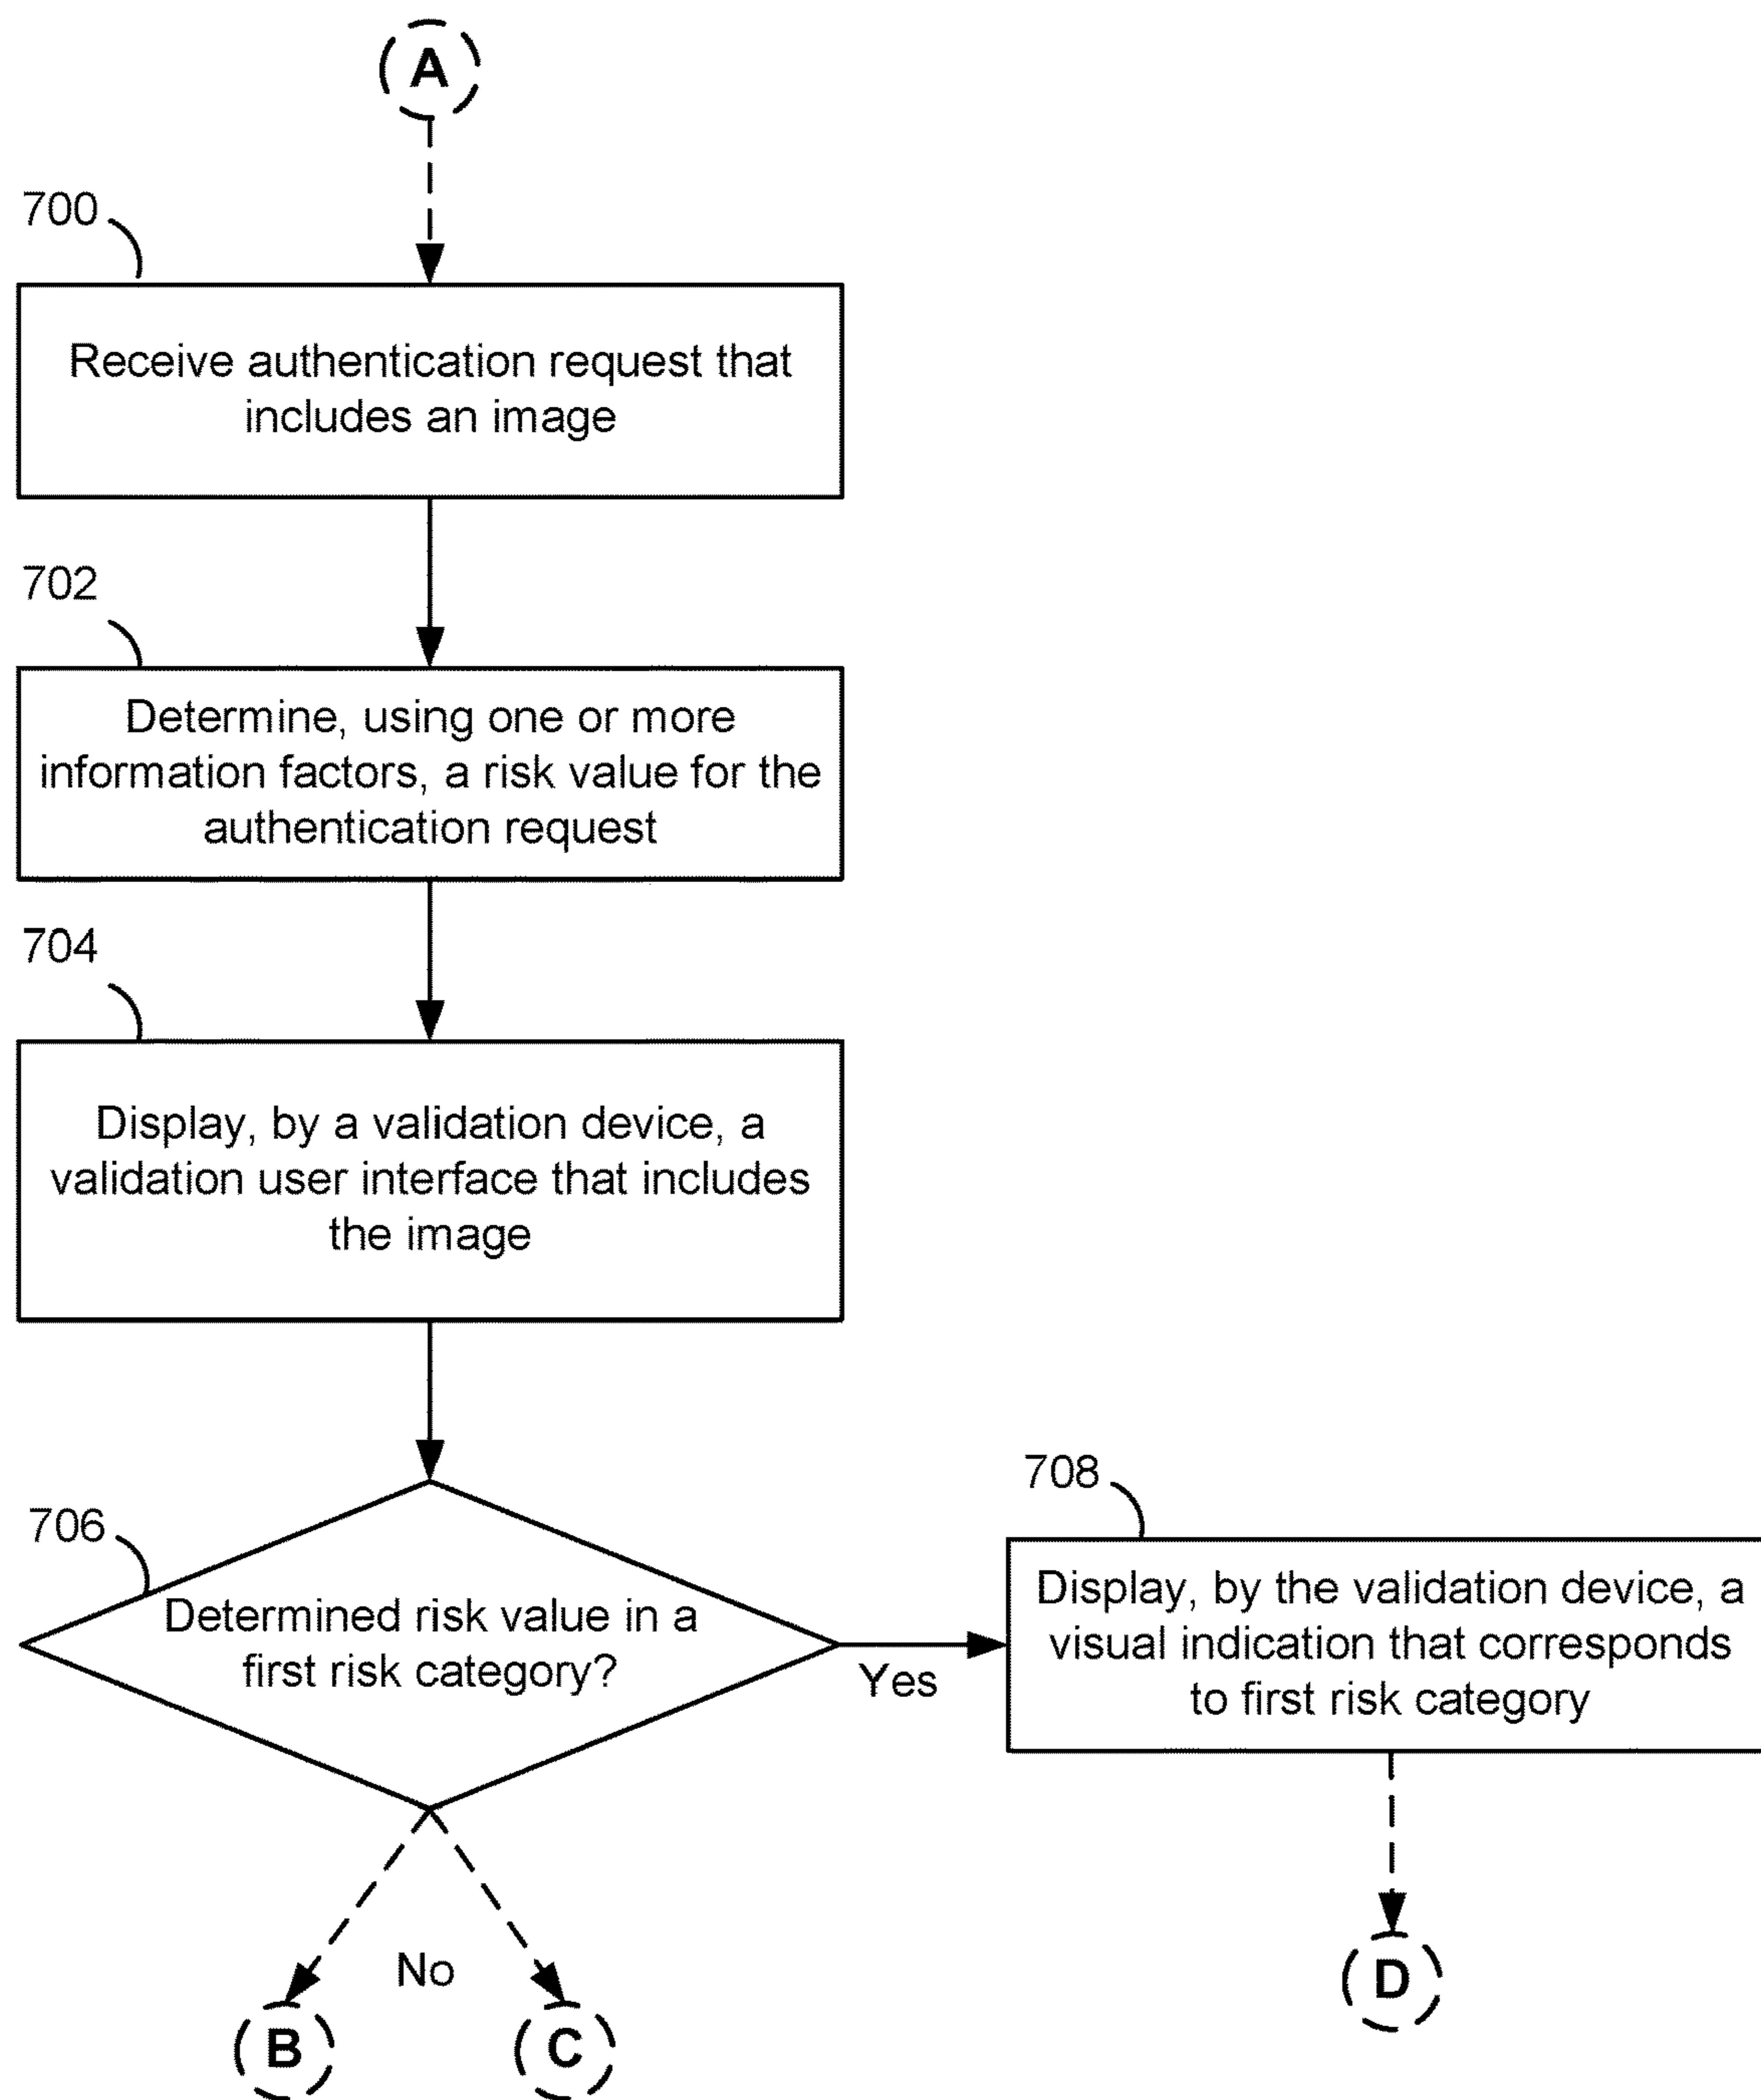 A
700
Receive authentication request that
includes an image
702
Determine, using one or more
information factors, a risk value for the
authentication request
704
Display, by a validation device, a
validation user interface that includes
the image
706
Determined risk value in a
first risk category?
Yes
708
Display, by the validation device, a
visual indication that corresponds
to first risk category
No
B
C
D